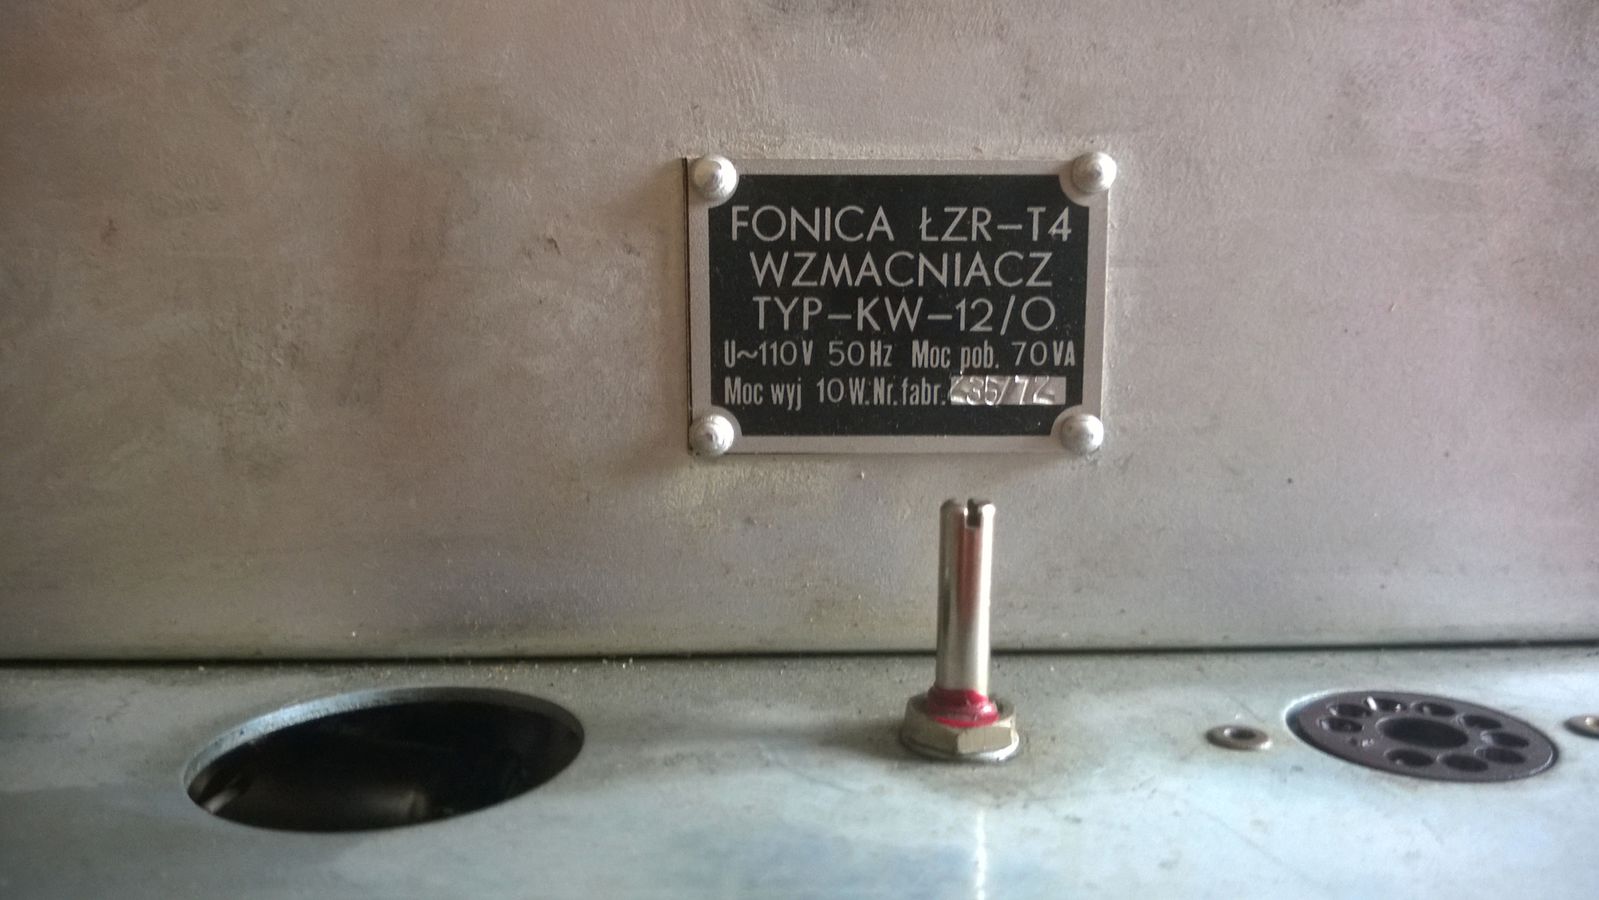 FONICA ŁZR-T4
WZMACNIACZ
TYP-KW-12/O
U~110V 50Hz Moc pob. 70VA
Moc wyj 10W. Nr. fabr.